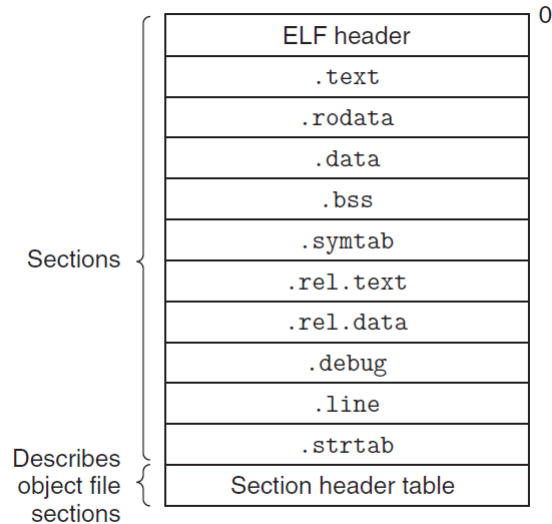 0
ELF header
.text
.rodata
.data
.bss
.symtab
Sections
.rel.text
.rel.data
.debug
.line
.strtab
Describes
object file
sections
Section header table